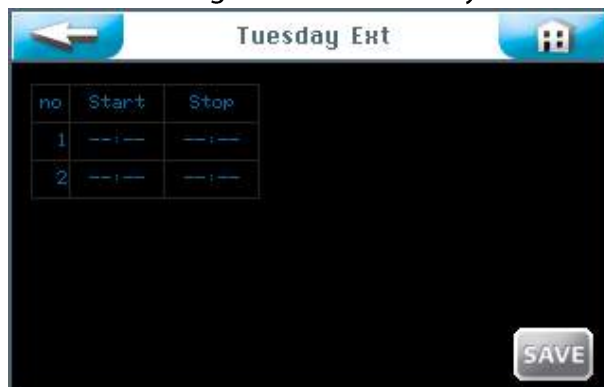 Tuesday Ext
no Start Stop
1 --:-- --:--
2 --:-- --:--
SAVE